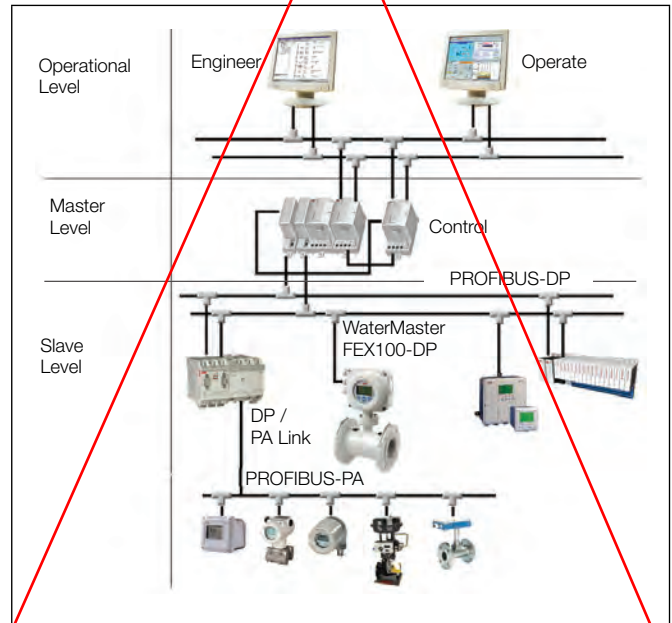 Operational
Level
Engineer
Operate
Master
Level
Control
PROFIBUS-DP
Slave
Level
WaterMaster
FEX100-DP
DP /
PA Link
PROFIBUS-PA